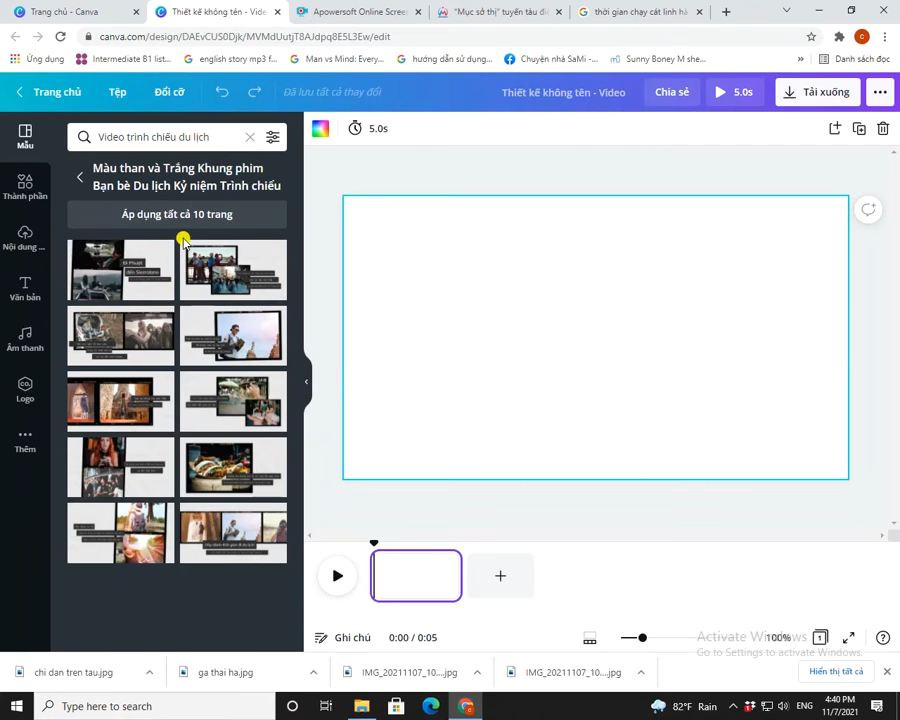 Trang chủ - Canva
Thiết kế không tên - Video
Apowersoft Online Scree
"Mục sở thị" tuyến tàu đi
thời gian chạy cát linh hà
canva.com/design/DAEvCUS0Djk/MVMdUutjT8AJdpq8E5L3Ew/edit
Ứng dụng
Intermediate B1 list...
english story mp3 f...
Man vs Mind: Every...
hướng dẫn sử dụng...
Chuyện nhà SaMi -...
Sunny Boney M she...
Danh sách đọc
Trang chủ
Tệp
Đổi cỡ
Đã lưu tất cả thay đổi
Thiết kế không tên - Video
Chia sẻ
5.0s
Tải xuống
Mẫu
Video trình chiếu du lịch
5.0s
Màu than và Trắng Khung phim
Bạn bè Du lịch Kỷ niệm Trình chiếu
Áp dụng tất cả 10 trang
Thành phần
Nội dung ...
Văn bản
Âm thanh
Logo
Thêm
Ghi chú
0:00 / 0:05
100%
1
Activate Windows
Go to Settings to activate Windows.
chi dan tren tau.jpg
ga thai ha.jpg
IMG_20211107_10....jpg
IMG_20211107_10....jpg
Hiển thị tất cả
Type here to search
82°F Rain
ENG
4:40 PM
11/7/2021